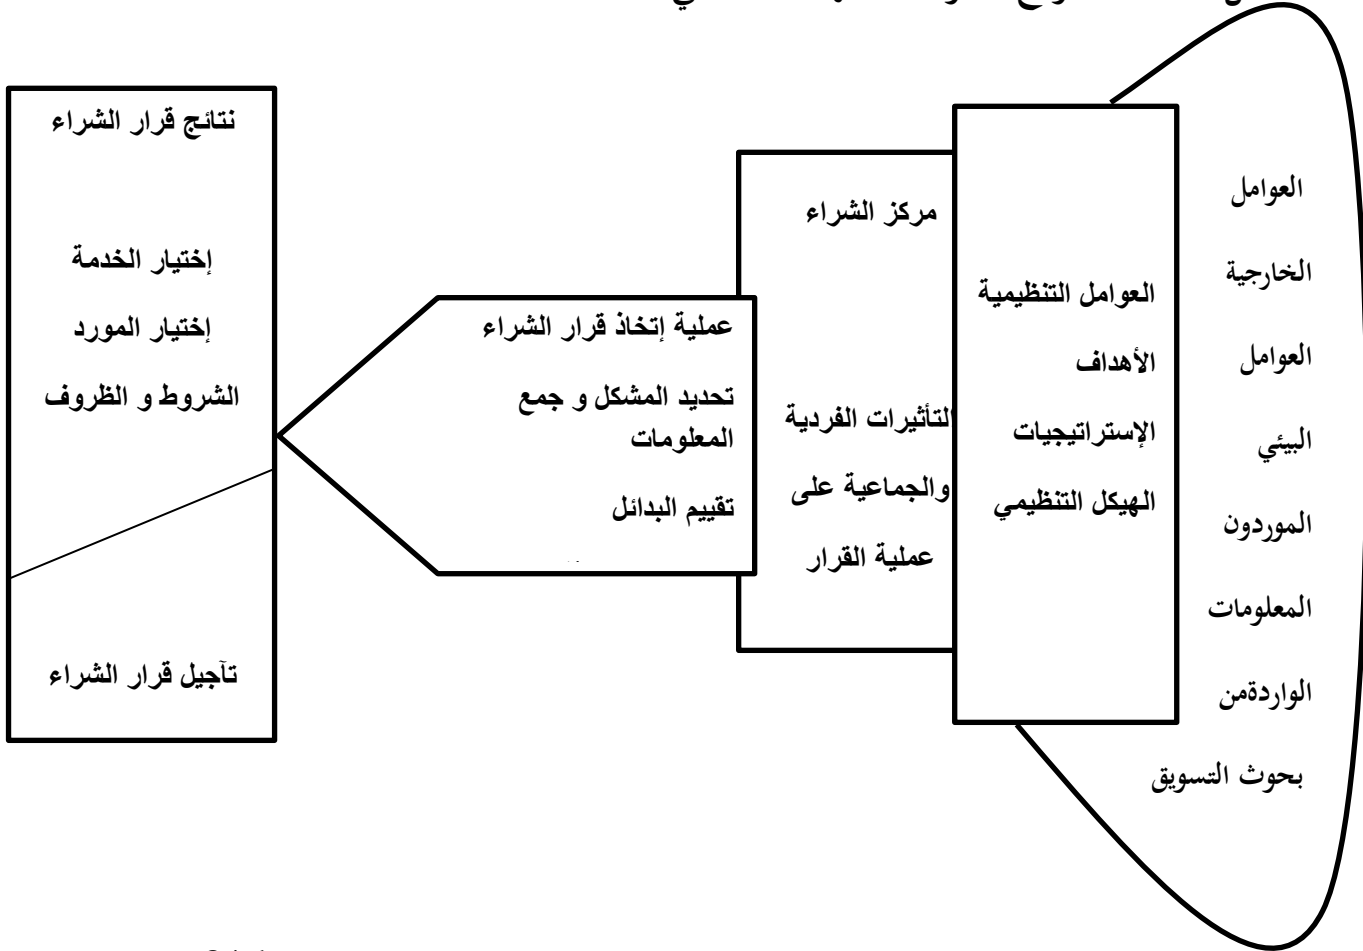 العوامل
الخارجية
العوامل
البيئي
الموردون
المعلومات
الواردةمن
بحوث التسويق
العوامل التنظيمية
الأهداف
الإستراتيجيات
الهيكل التنظيمي
مركز الشراء
التأثيرات الفردية
والجماعية على
عملية القرار
عملية إتخاذ قرار الشراء
تحديد المشكل و جمع
المعلومات
تقييم البدائل
نتائج قرار الشراء
إختيار الخدمة
إختيار المورد
الشروط و الظروف
تآجيل قرار الشراء